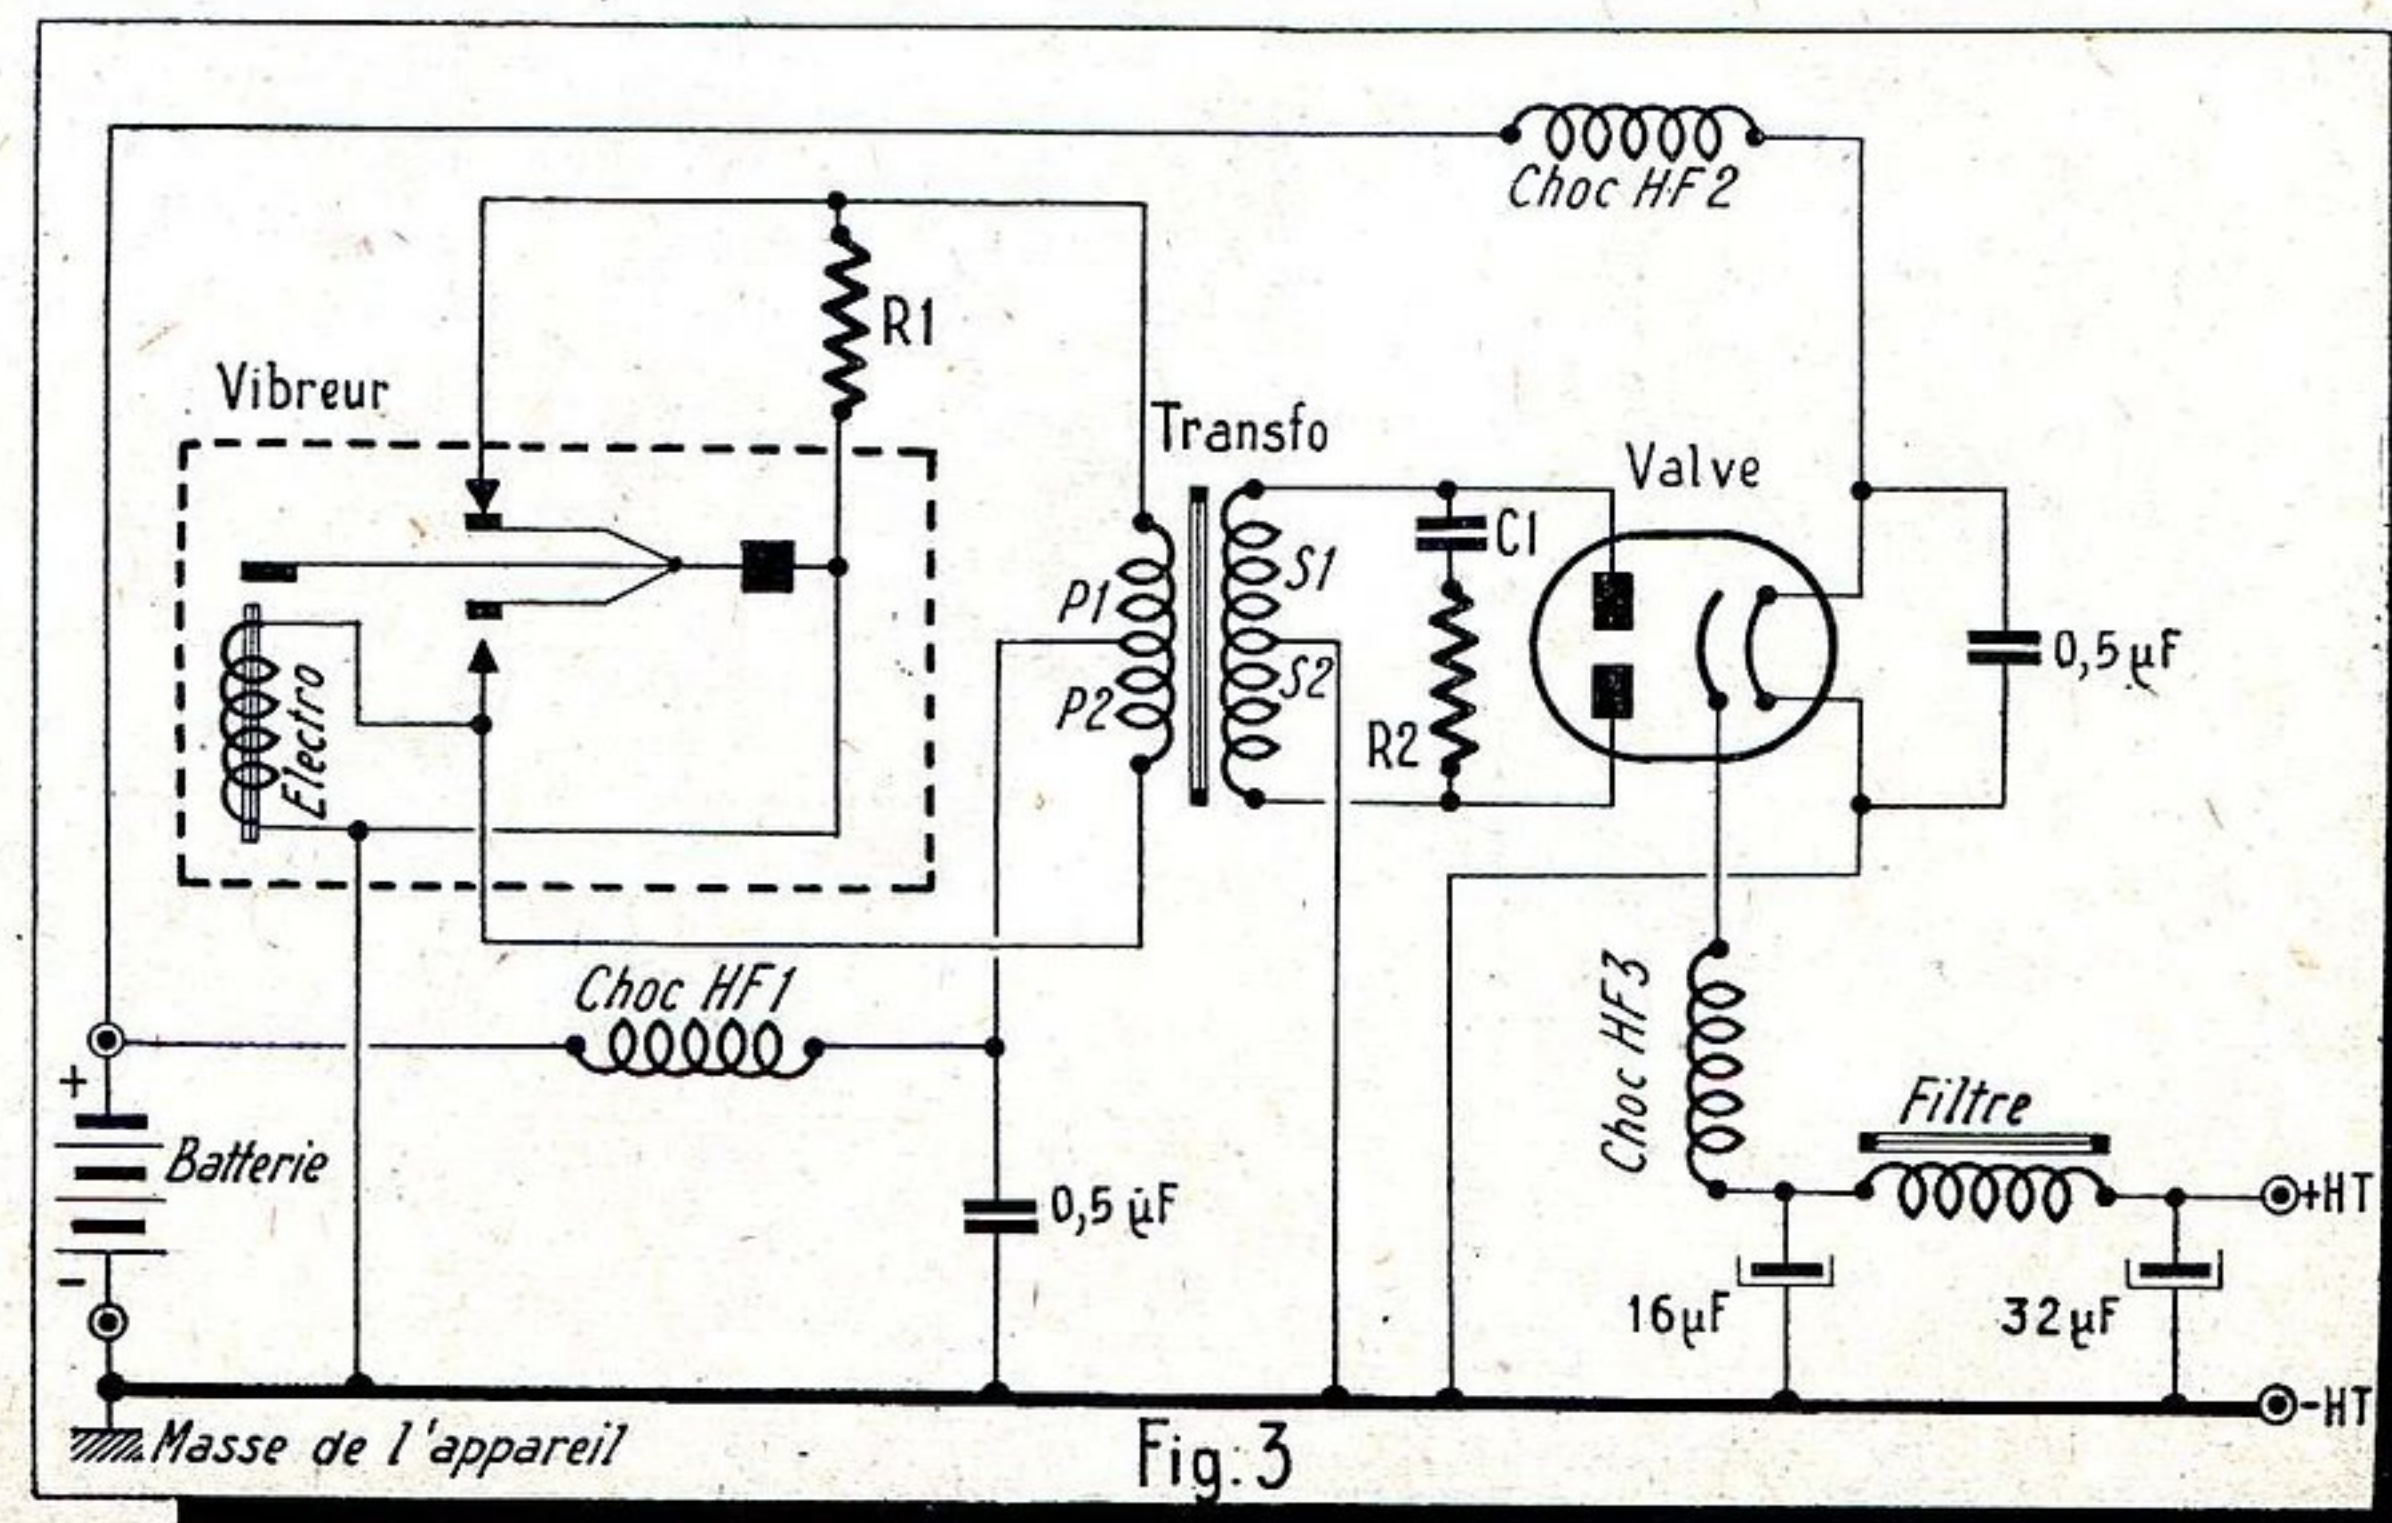 Choc HF2
R1
Vibreur
Transfo
Valve
C1
S1
P1
S2
0,5 µF
P2
R2
Electro
Choc HF1
Choc HF3
+
Batterie
Filtre
0,5 µF
+HT
-
16µF
32µF
-HT
Masse de l'appareil
Fig:3